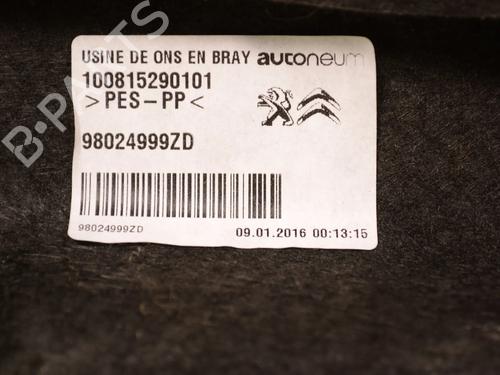 USINE DE ONS EN BRAY autoneum
100815290101
>PES-PP<
98024999ZD
98024999ZD
09.01.2016 00:13:15
B-PARTS